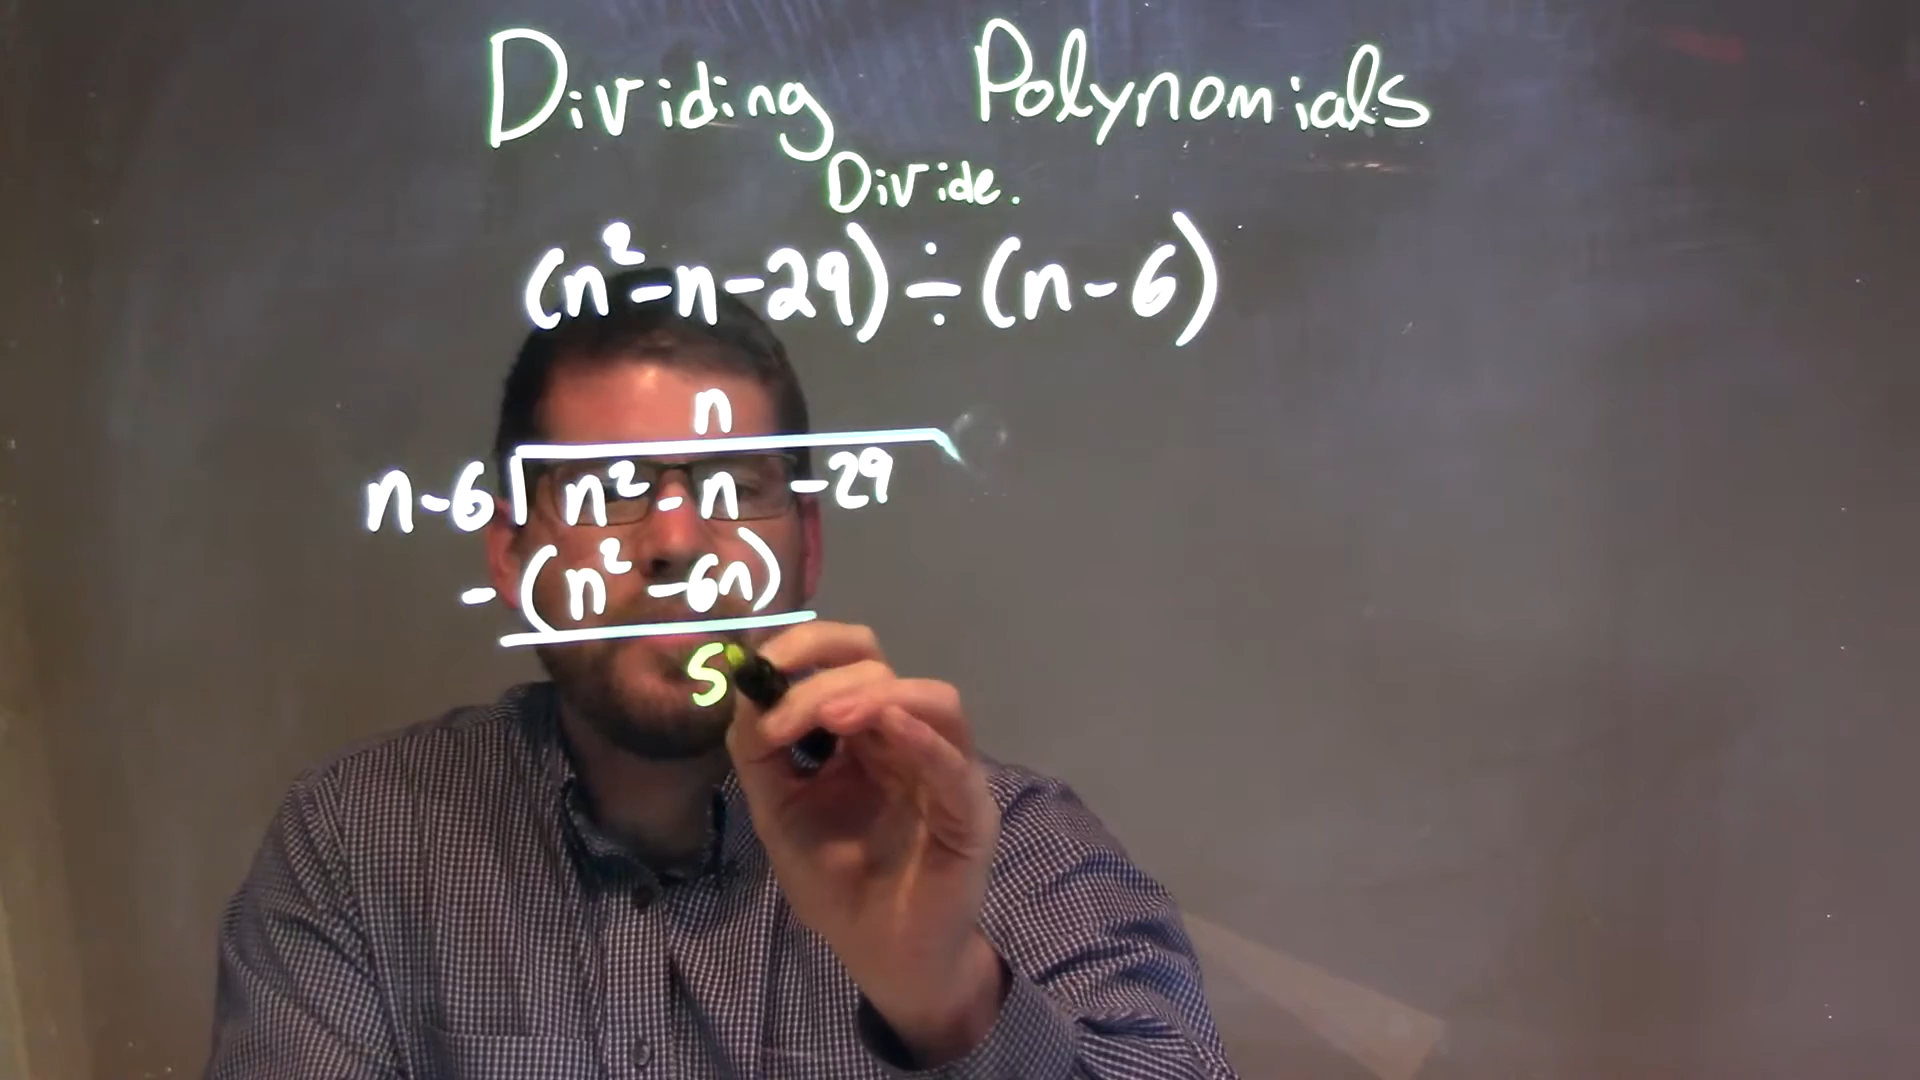 Dividing Polynomials
Divide.
(n²-n-29)÷(n-6)
n
n-6 n²-n-29
-(n²-6n)
5